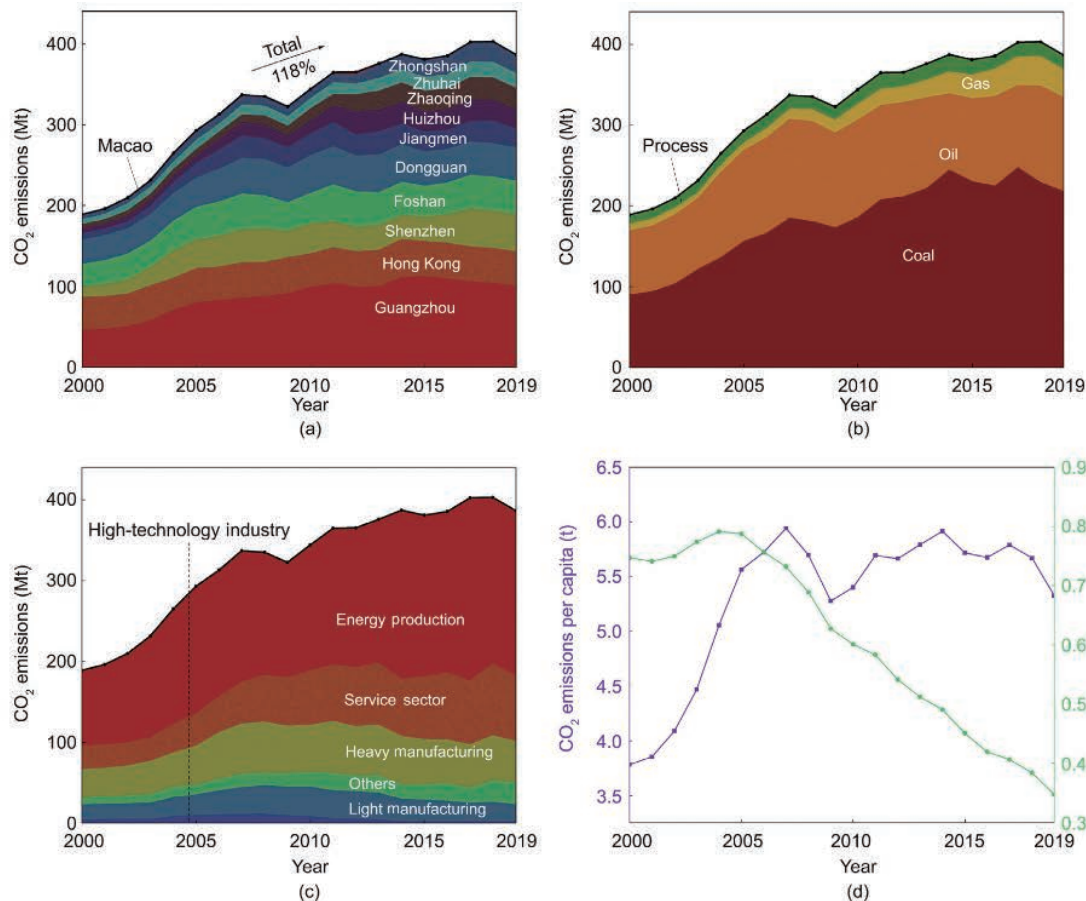 400
300
200
100
0
CO2 emissions (Mt)
Total
118%
Macao
Zhongshan
Zhuhai
Zhaoqing
Huizhou
Jiangmen
Dongguan
Foshan
Shenzhen
Hong Kong
Guangzhou
2000 2005 2010 2015 2019
Year
(a)
400
300
200
100
0
CO2 emissions (Mt)
Process
Gas
Oil
Coal
2000 2005 2010 2015 2019
Year
(b)
400
300
200
100
0
CO2 emissions (Mt)
High-technology industry
Energy production
Service sector
Heavy manufacturing
Others
Light manufacturing
2000 2005 2010 2015 2019
Year
(c)
6.5
6.0
5.5
5.0
4.5
4.0
3.5
CO2 emissions per capita (t)
0.9
0.8
0.7
0.6
0.5
0.4
0.3
2000 2005 2010 2015 2019
Year
(d)